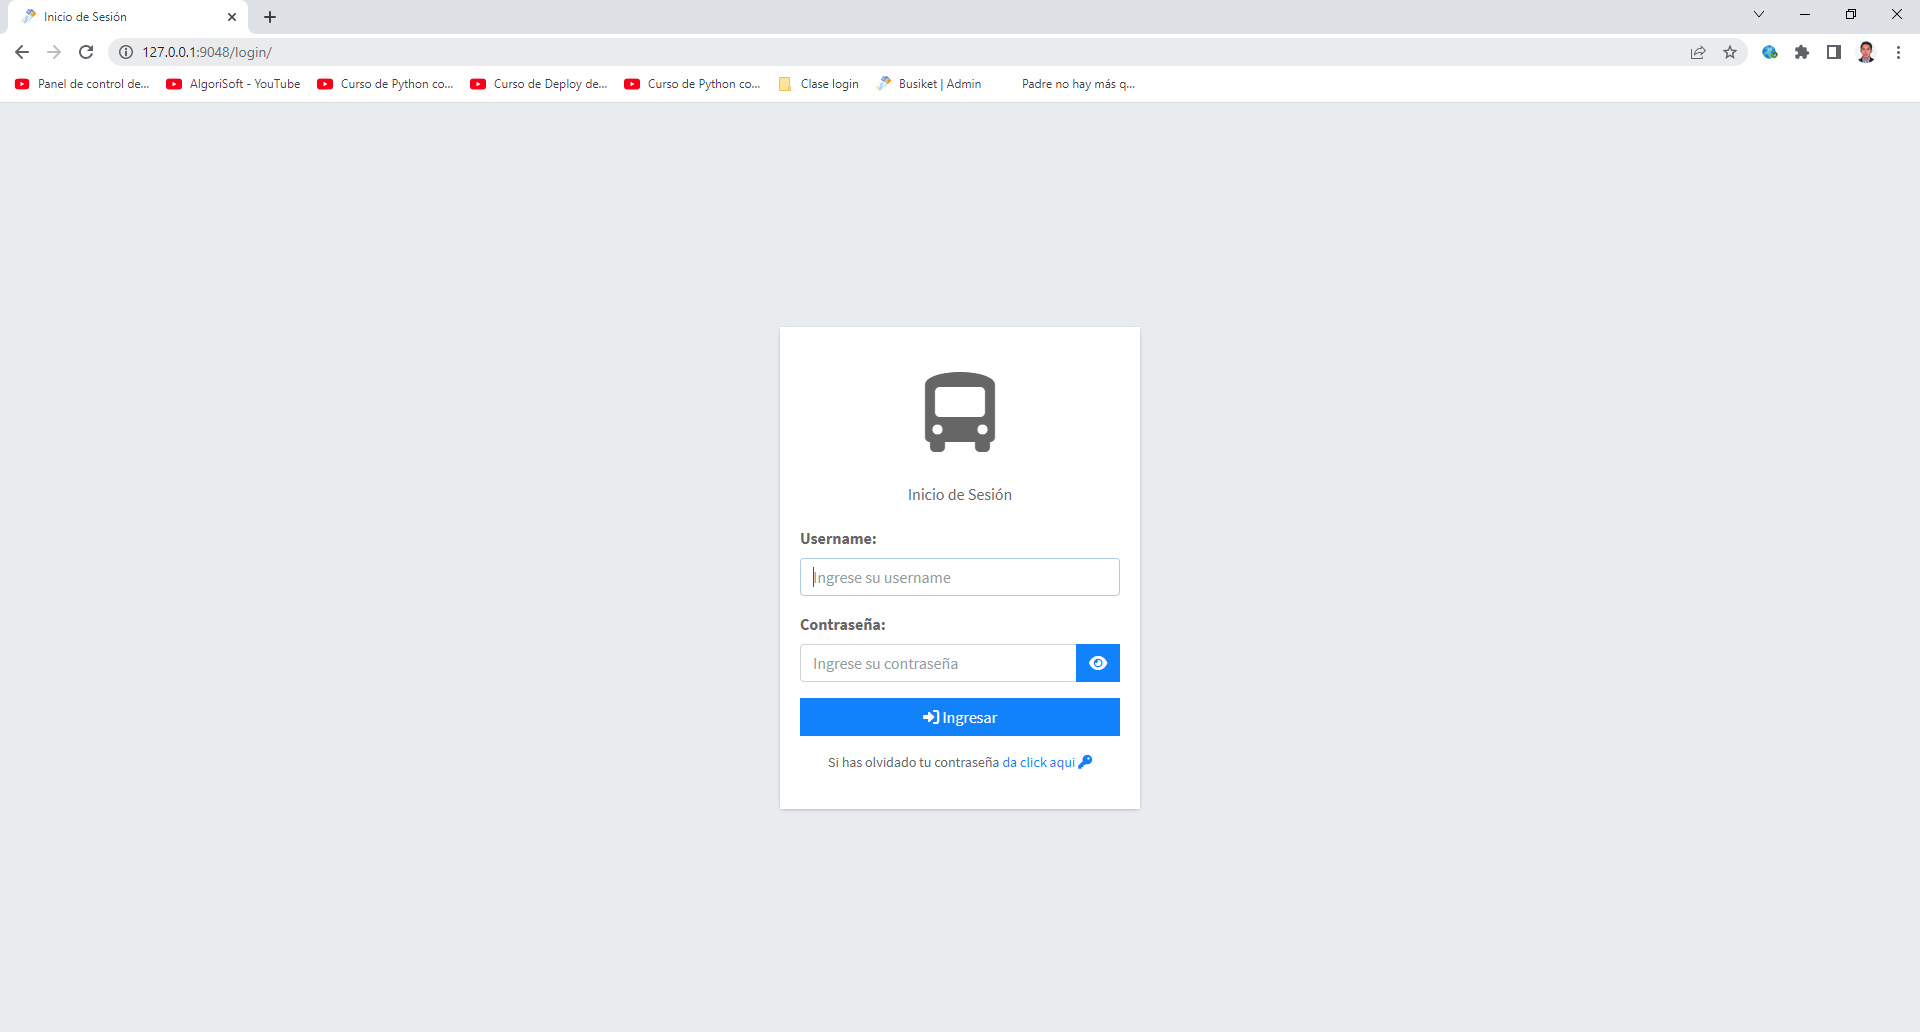 Inicio de Sesión
127.0.0.1:9048/login/
Panel de control de... AlgoriSoft - YouTube Curso de Python co... Curso de Deploy de... Curso de Python co... Clase login Busiket | Admin Padre no hay más q...
Inicio de Sesión
Username:
Ingrese su username
Contraseña:
Ingrese su contraseña
Ingresar
Si has olvidado tu contraseña da click aqui